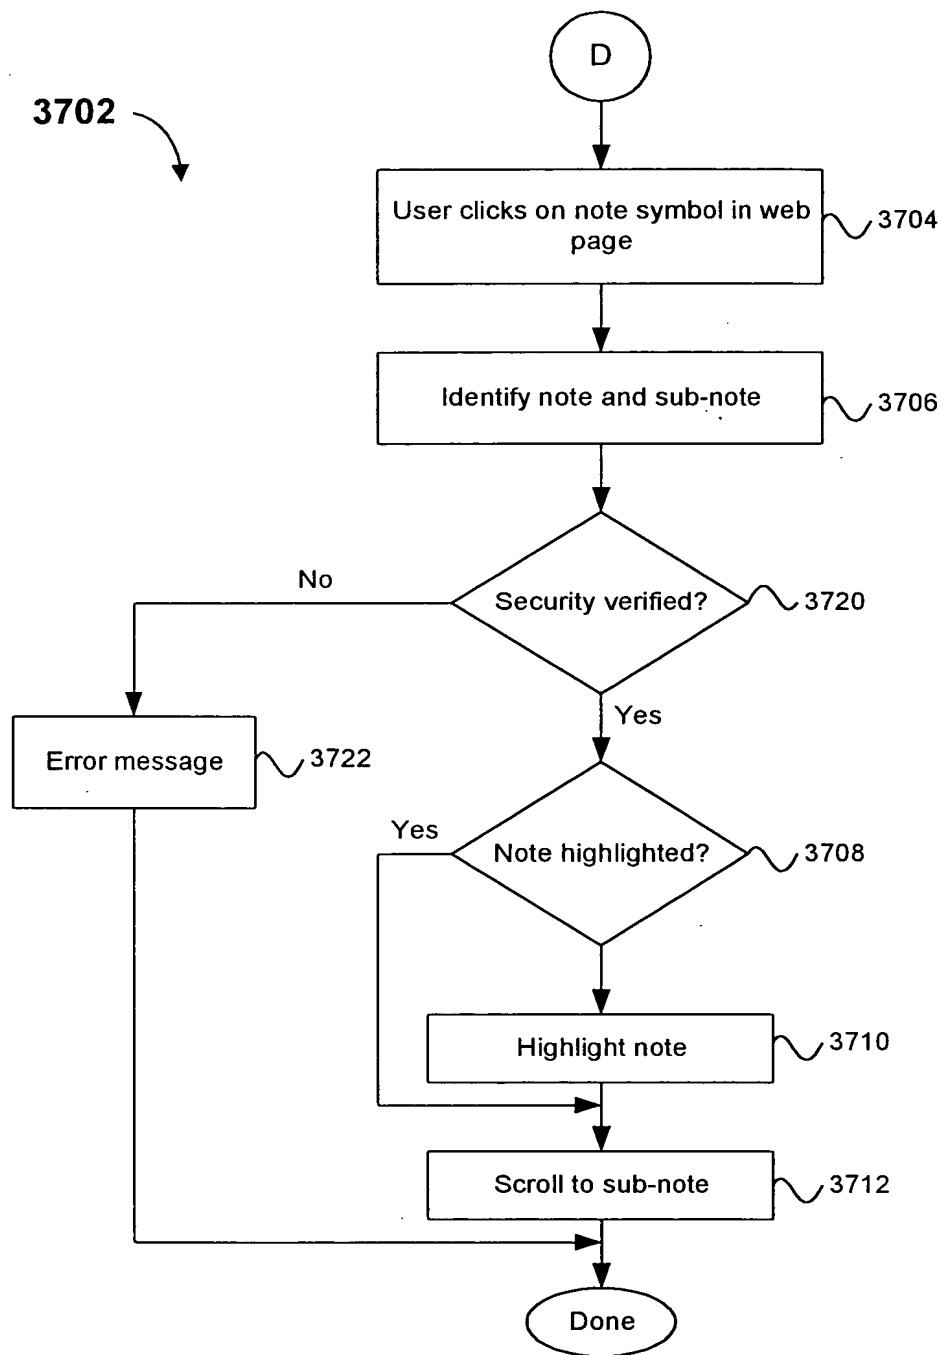 D
3702
User clicks on note symbol in web
page
3704
Identify note and sub-note
3706
No
Security verified?
3720
Yes
Error message
3722
Yes
Note highlighted?
3708
Highlight note
3710
Scroll to sub-note
3712
Done